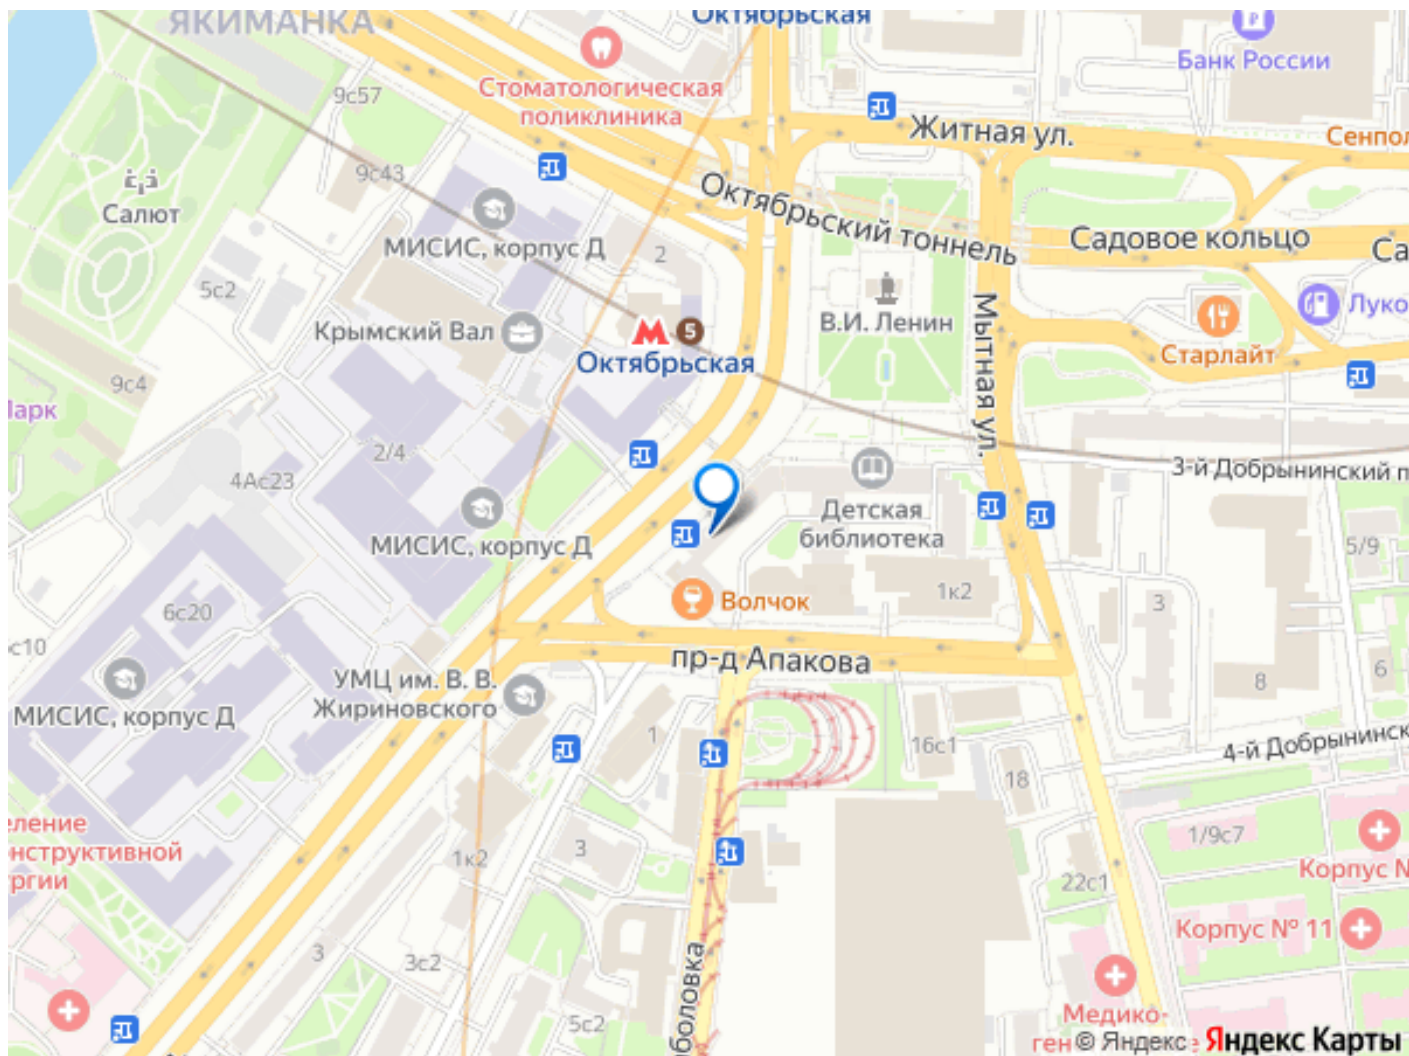 ЯКИМАНКА
Октябрьская
Банк России
Стоматологическая
поликлиника
9с57
Житная ул.
Сенпол
9с43
Салют
Октябрьский тоннель
МИСИС, корпус Д
2
Садовое кольцо
Са
5с2
Крымский Вал
М 5
Октябрьская
В.И. Ленин
Мытная ул.
Луко
Старлайт
9с4
Парк
2/4
4Ас23
3-й Добрынинский п
МИСИС, корпус Д
Детская
библиотека
5/9
6с20
Волчок
1к2
3
с10
пр-д Апакова
6
8
УМЦ им. В. В.
Жириновского
МИСИС, корпус Д
1
16с1
4-й Добрынинск
18
еление
нструктивной
ргии
1/9с7
Корпус N
1к2
3
22с1
Корпус № 11
3
3с2
боловка
5с2
Медико-
ген
© Яндекс
Яндекс Карты